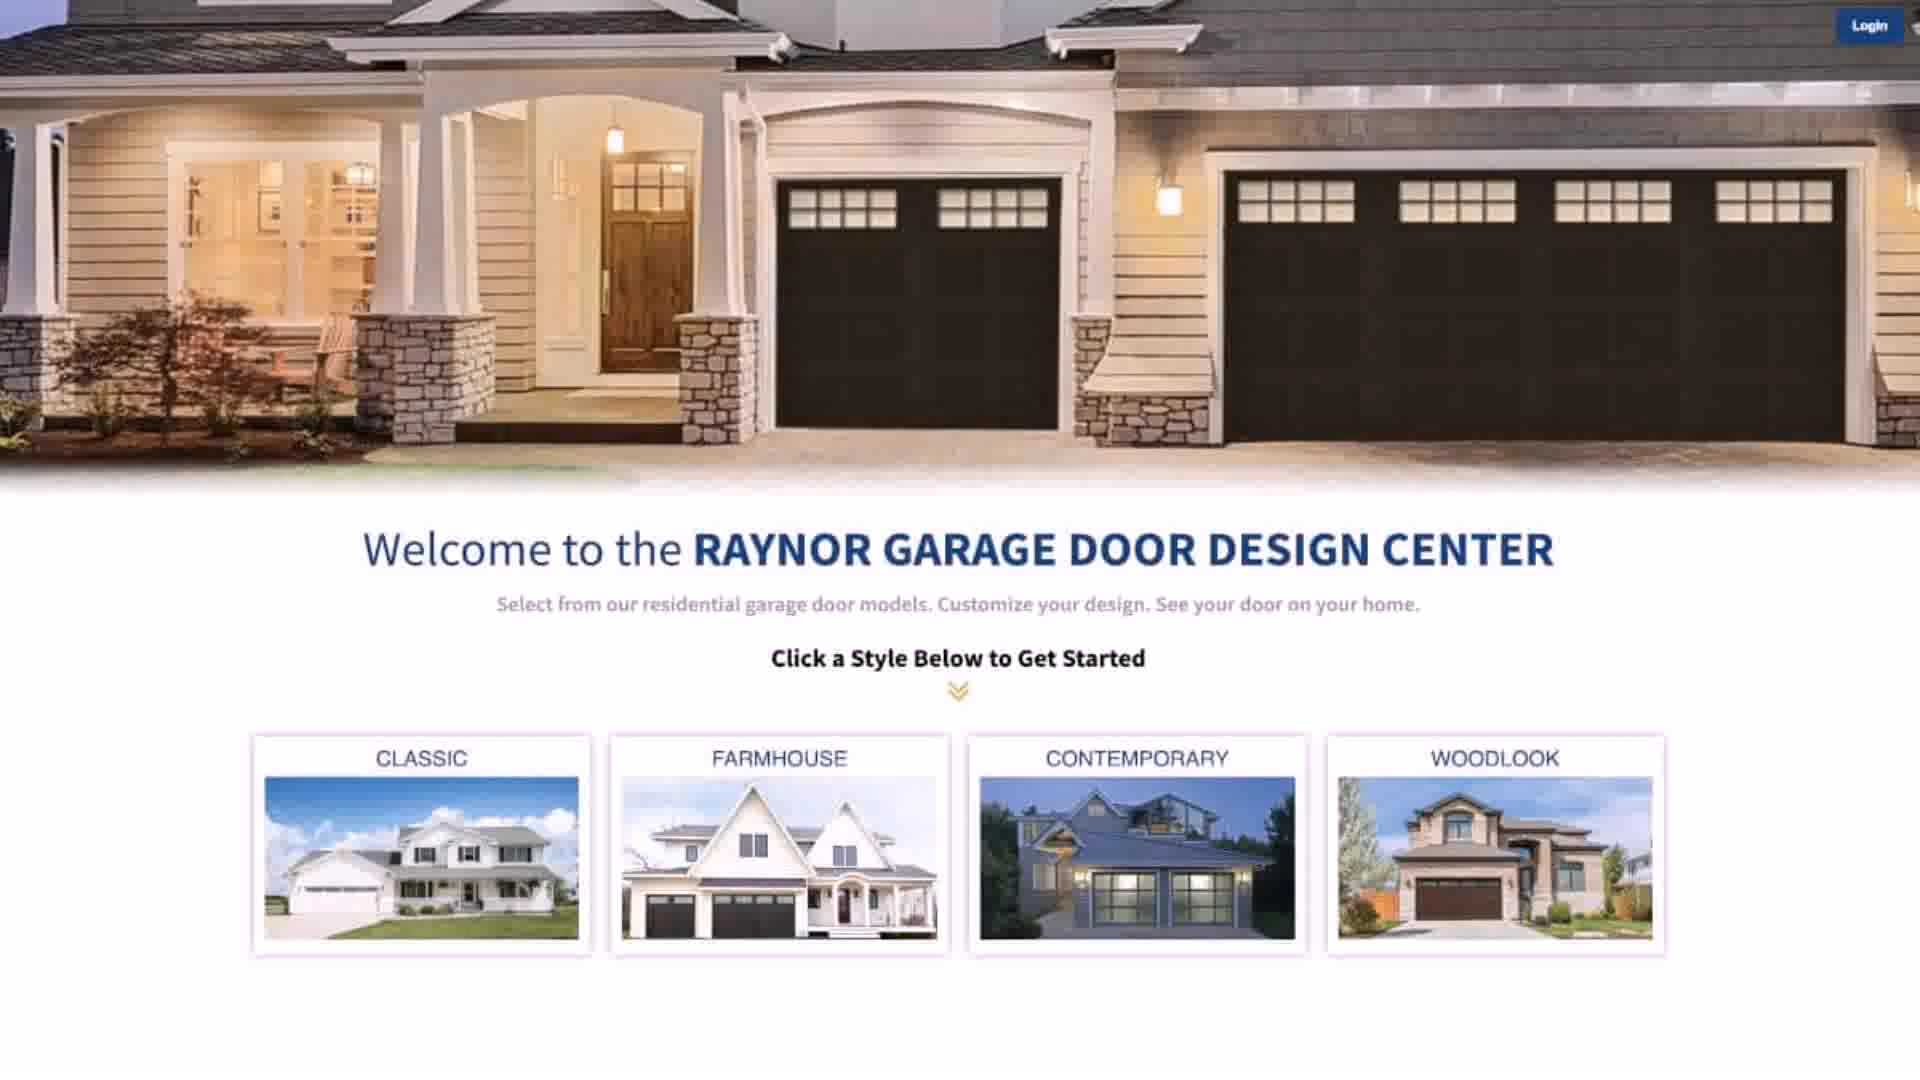 Login
Welcome to the RAYNOR GARAGE DOOR DESIGN CENTER
Select from our residential garage door models. Customize your design. See your door on your home.
Click a Style Below to Get Started
CLASSIC
FARMHOUSE
CONTEMPORARY
WOODLOOK